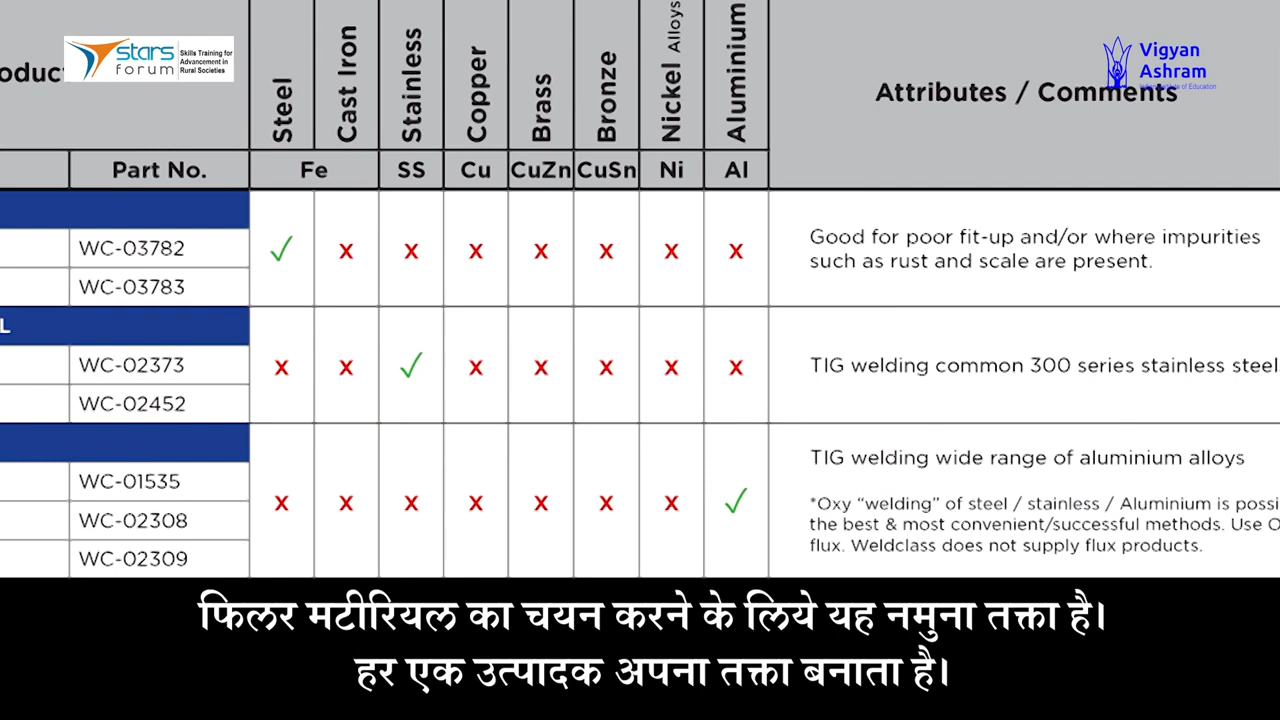 stars
forum
Skills Training for
Advancement in
Rural Societies
Vigyan
Ashram
Steel
Cast Iron
Stainless
Copper
Brass
Bronze
Nickel Alloys
Aluminium
Attributes / Comments
Part No.
Fe
SS
Cu
CuZn
CuSn
Ni
Al
WC-03782
✓ x x x x x x x
Good for poor fit-up and/or where impurities
such as rust and scale are present.
WC-03783
L
WC-02373
x x ✓ x x x x x
TIG welding common 300 series stainless steel
WC-02452
TIG welding wide range of aluminium alloys
WC-01535
x x x x x x x ✓
*Oxy “welding” of steel / stainless / Aluminium is possi
WC-02308
the best & most convenient/successful methods. Use O
flux. Weldclass does not supply flux products.
WC-02309
फिलर मटीरियल का चयन करने के लिये यह नमुना तक्ता है।
हर एक उत्पादक अपना तक्ता बनाता है।